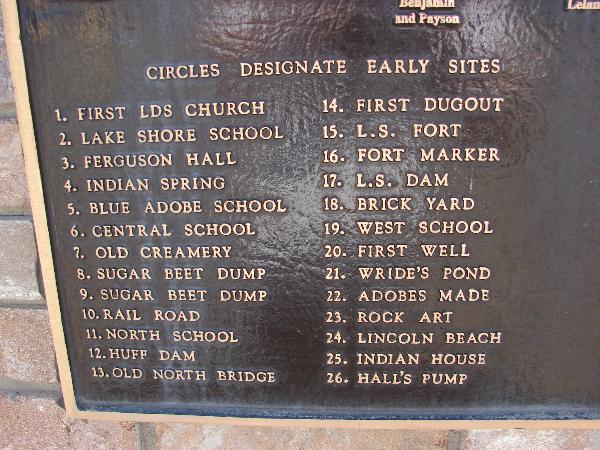 Benjamin
and Payson
CIRCLES DESIGNATE EARLY SITES
1. FIRST LDS CHURCH
2. LAKE SHORE SCHOOL
3. FERGUSON HALL
4. INDIAN SPRING
5. BLUE ADOBE SCHOOL
6. CENTRAL SCHOOL
7. OLD CREAMERY
8. SUGAR BEET DUMP
9. SUGAR BEET DUMP
10. RAIL ROAD
11. NORTH SCHOOL
12. HUFF DAM
13. OLD NORTH BRIDGE
14. FIRST DUGOUT
15. L.S. FORT
16. FORT MARKER
17. L.S. DAM
18. BRICK YARD
19. WEST SCHOOL
20. FIRST WELL
21. WRIDE'S POND
22. ADOBES MADE
23. ROCK ART
24. LINCOLN BEACH
25. INDIAN HOUSE
26. HALL'S PUMP